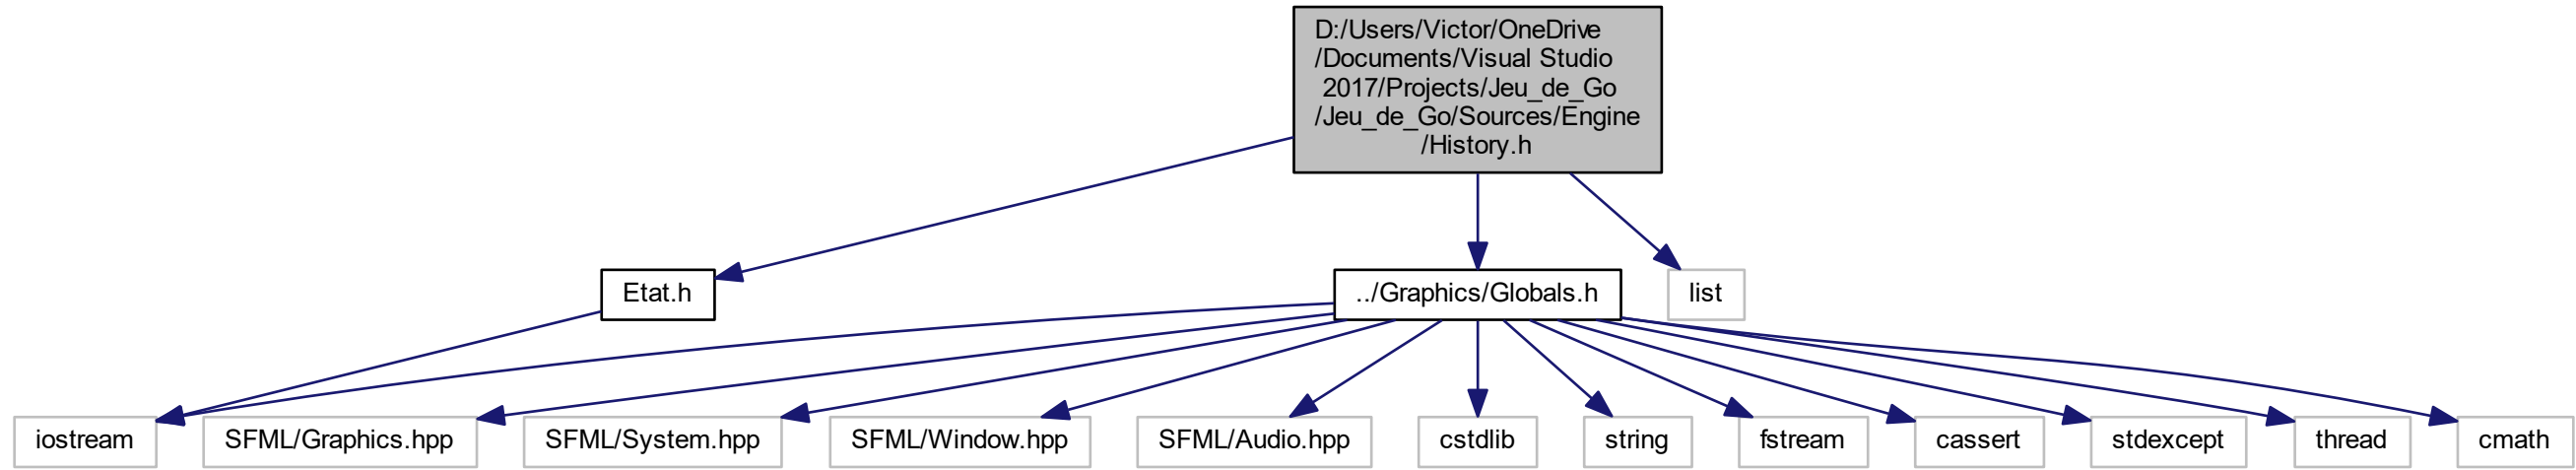 D:/Users/Victor/OneDrive
/Documents/Visual Studio
2017/Projects/Jeu_de_Go
/Jeu_de_Go/Sources/Engine
/History.h
Etat.h
../Graphics/Globals.h
list
iostream
SFML/Graphics.hpp
SFML/System.hpp
SFML/Window.hpp
SFML/Audio.hpp
cstdlib
string
fstream
cassert
stdexcept
thread
cmath